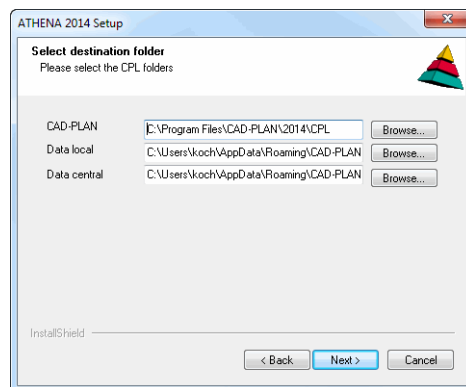 ATHENA 2014 Setup
Select destination folder
Please select the CPL folders
CAD-PLAN C:\Program Files\CAD-PLAN\2014\CPL Browse...
Data local C:\Users\koch\AppData\Roaming\CAD-PLAN Browse...
Data central C:\Users\koch\AppData\Roaming\CAD-PLAN Browse...
InstallShield
< Back Next > Cancel